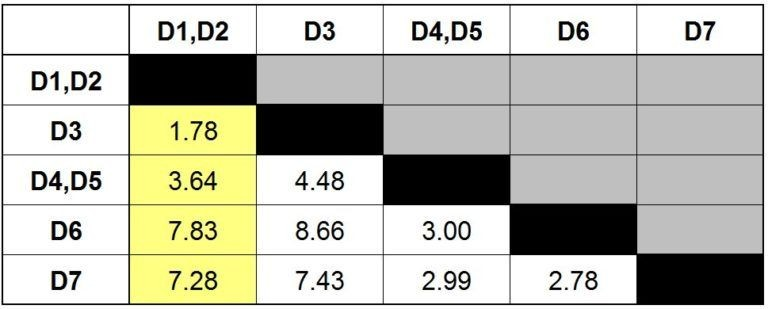 D1,D2 D3 D4,D5 D6 D7
D1,D2
D3 1.78
D4,D5 3.64 4.48
D6 7.83 8.66 3.00
D7 7.28 7.43 2.99 2.78